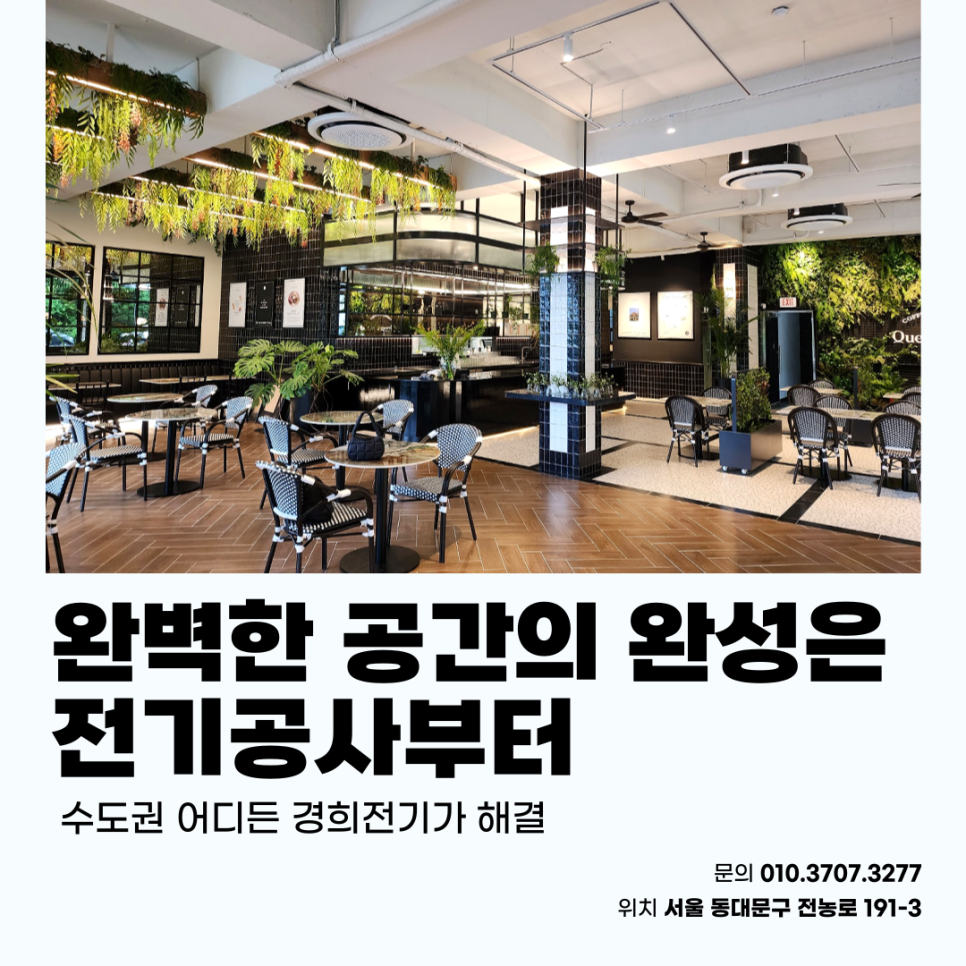 완벽한 공간의 완성은
전기공사부터
수도권 어디든 경희전기가 해결
문의 010.3707.3277
위치 서울 동대문구 전농로 191-3